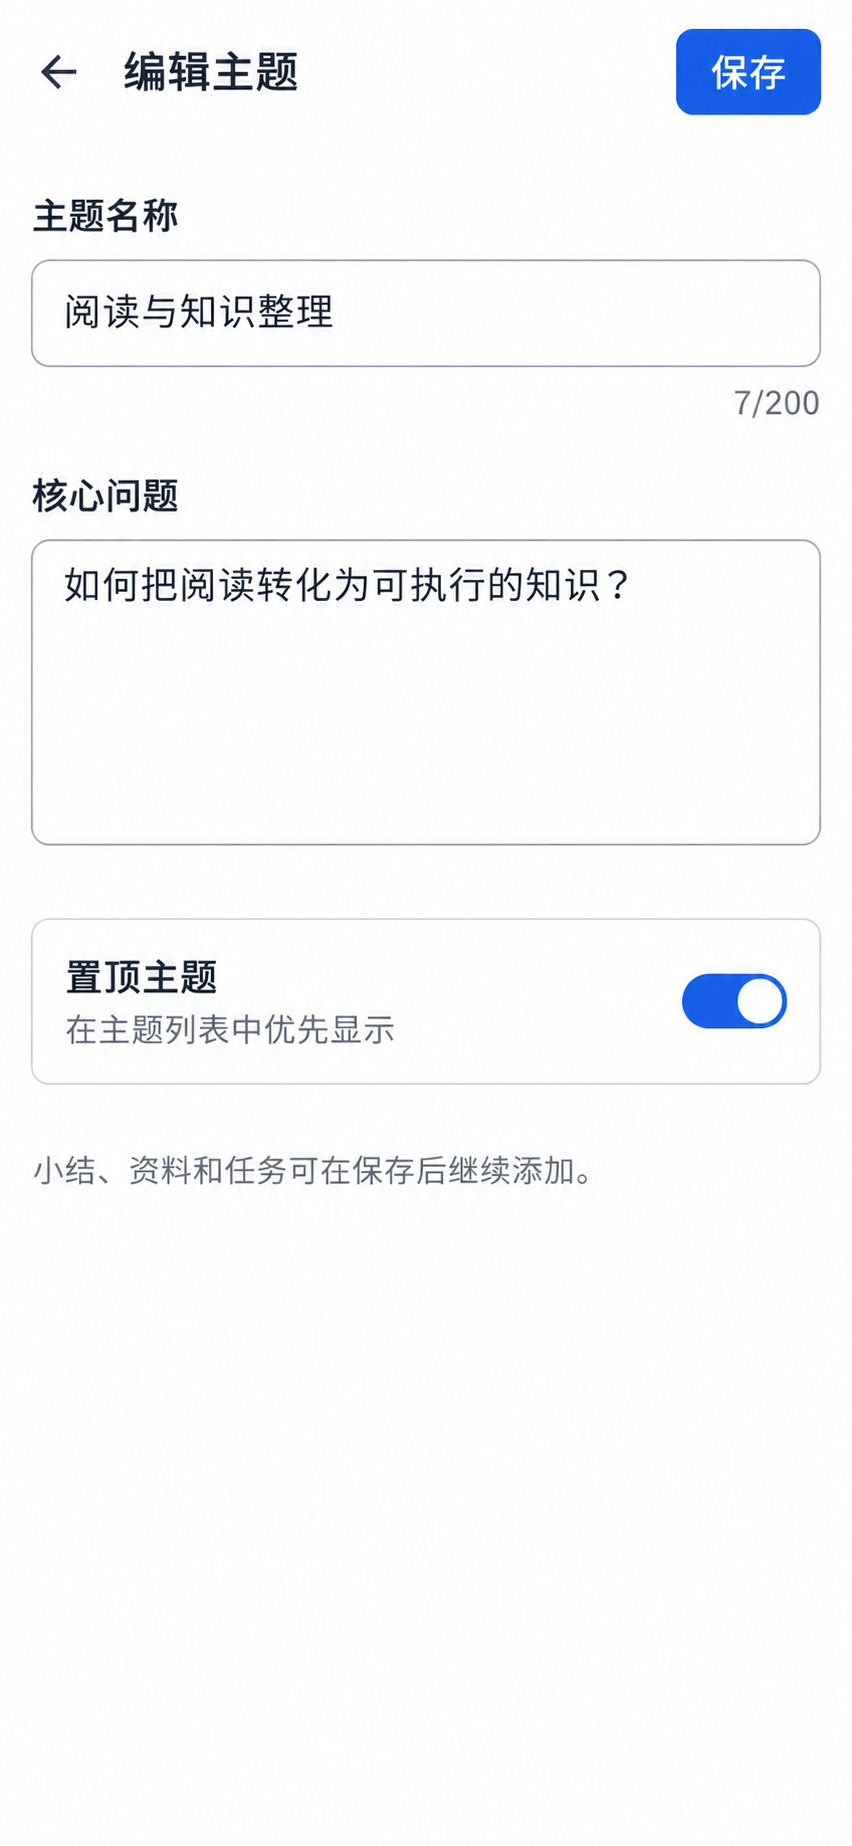 编辑主题
保存
主题名称
阅读与知识整理
7/200
核心问题
如何把阅读转化为可执行的知识？
置顶主题
在主题列表中优先显示
小结、资料和任务可在保存后继续添加。